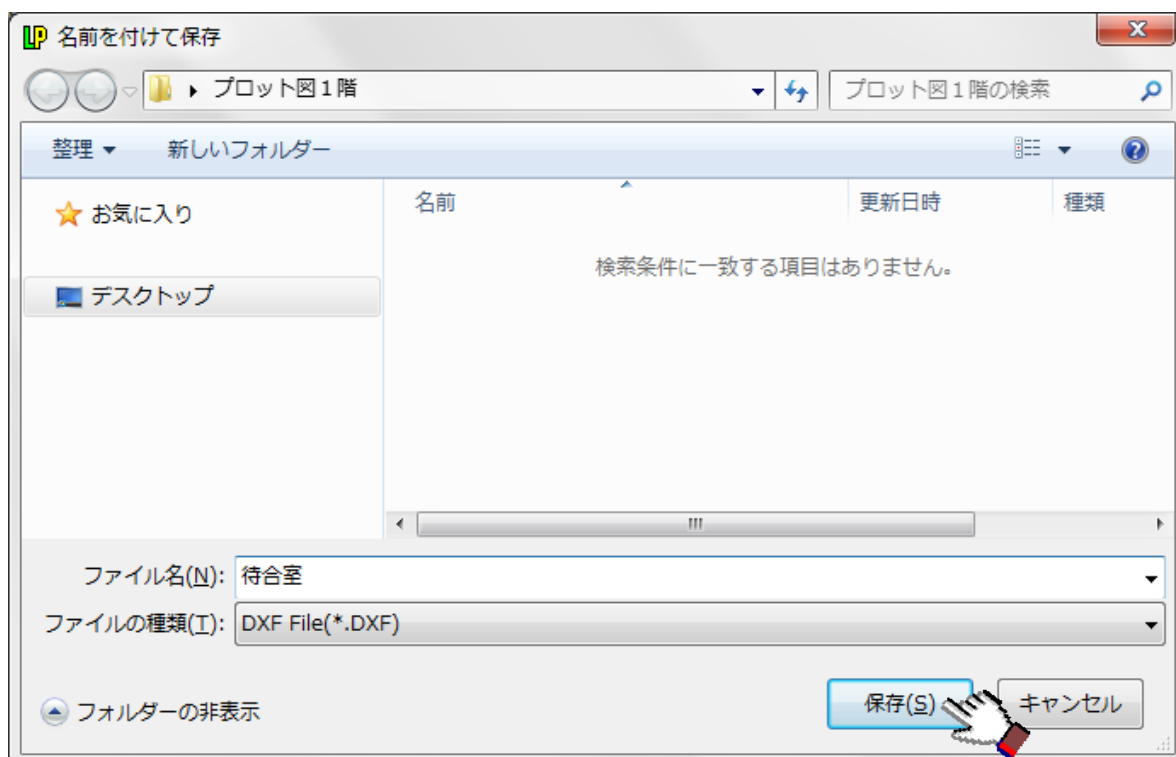 LP 名前を付けて保存
プロット図1階 プロット図1階の検索
整理 新しいフォルダー
お気に入り 名前 更新日時 種類
検索条件に一致する項目はありません。
デスクトップ
ファイル名(N): 待合室
ファイルの種類(T): DXF File(*.DXF)
フォルダーの非表示 保存(S) キャンセル